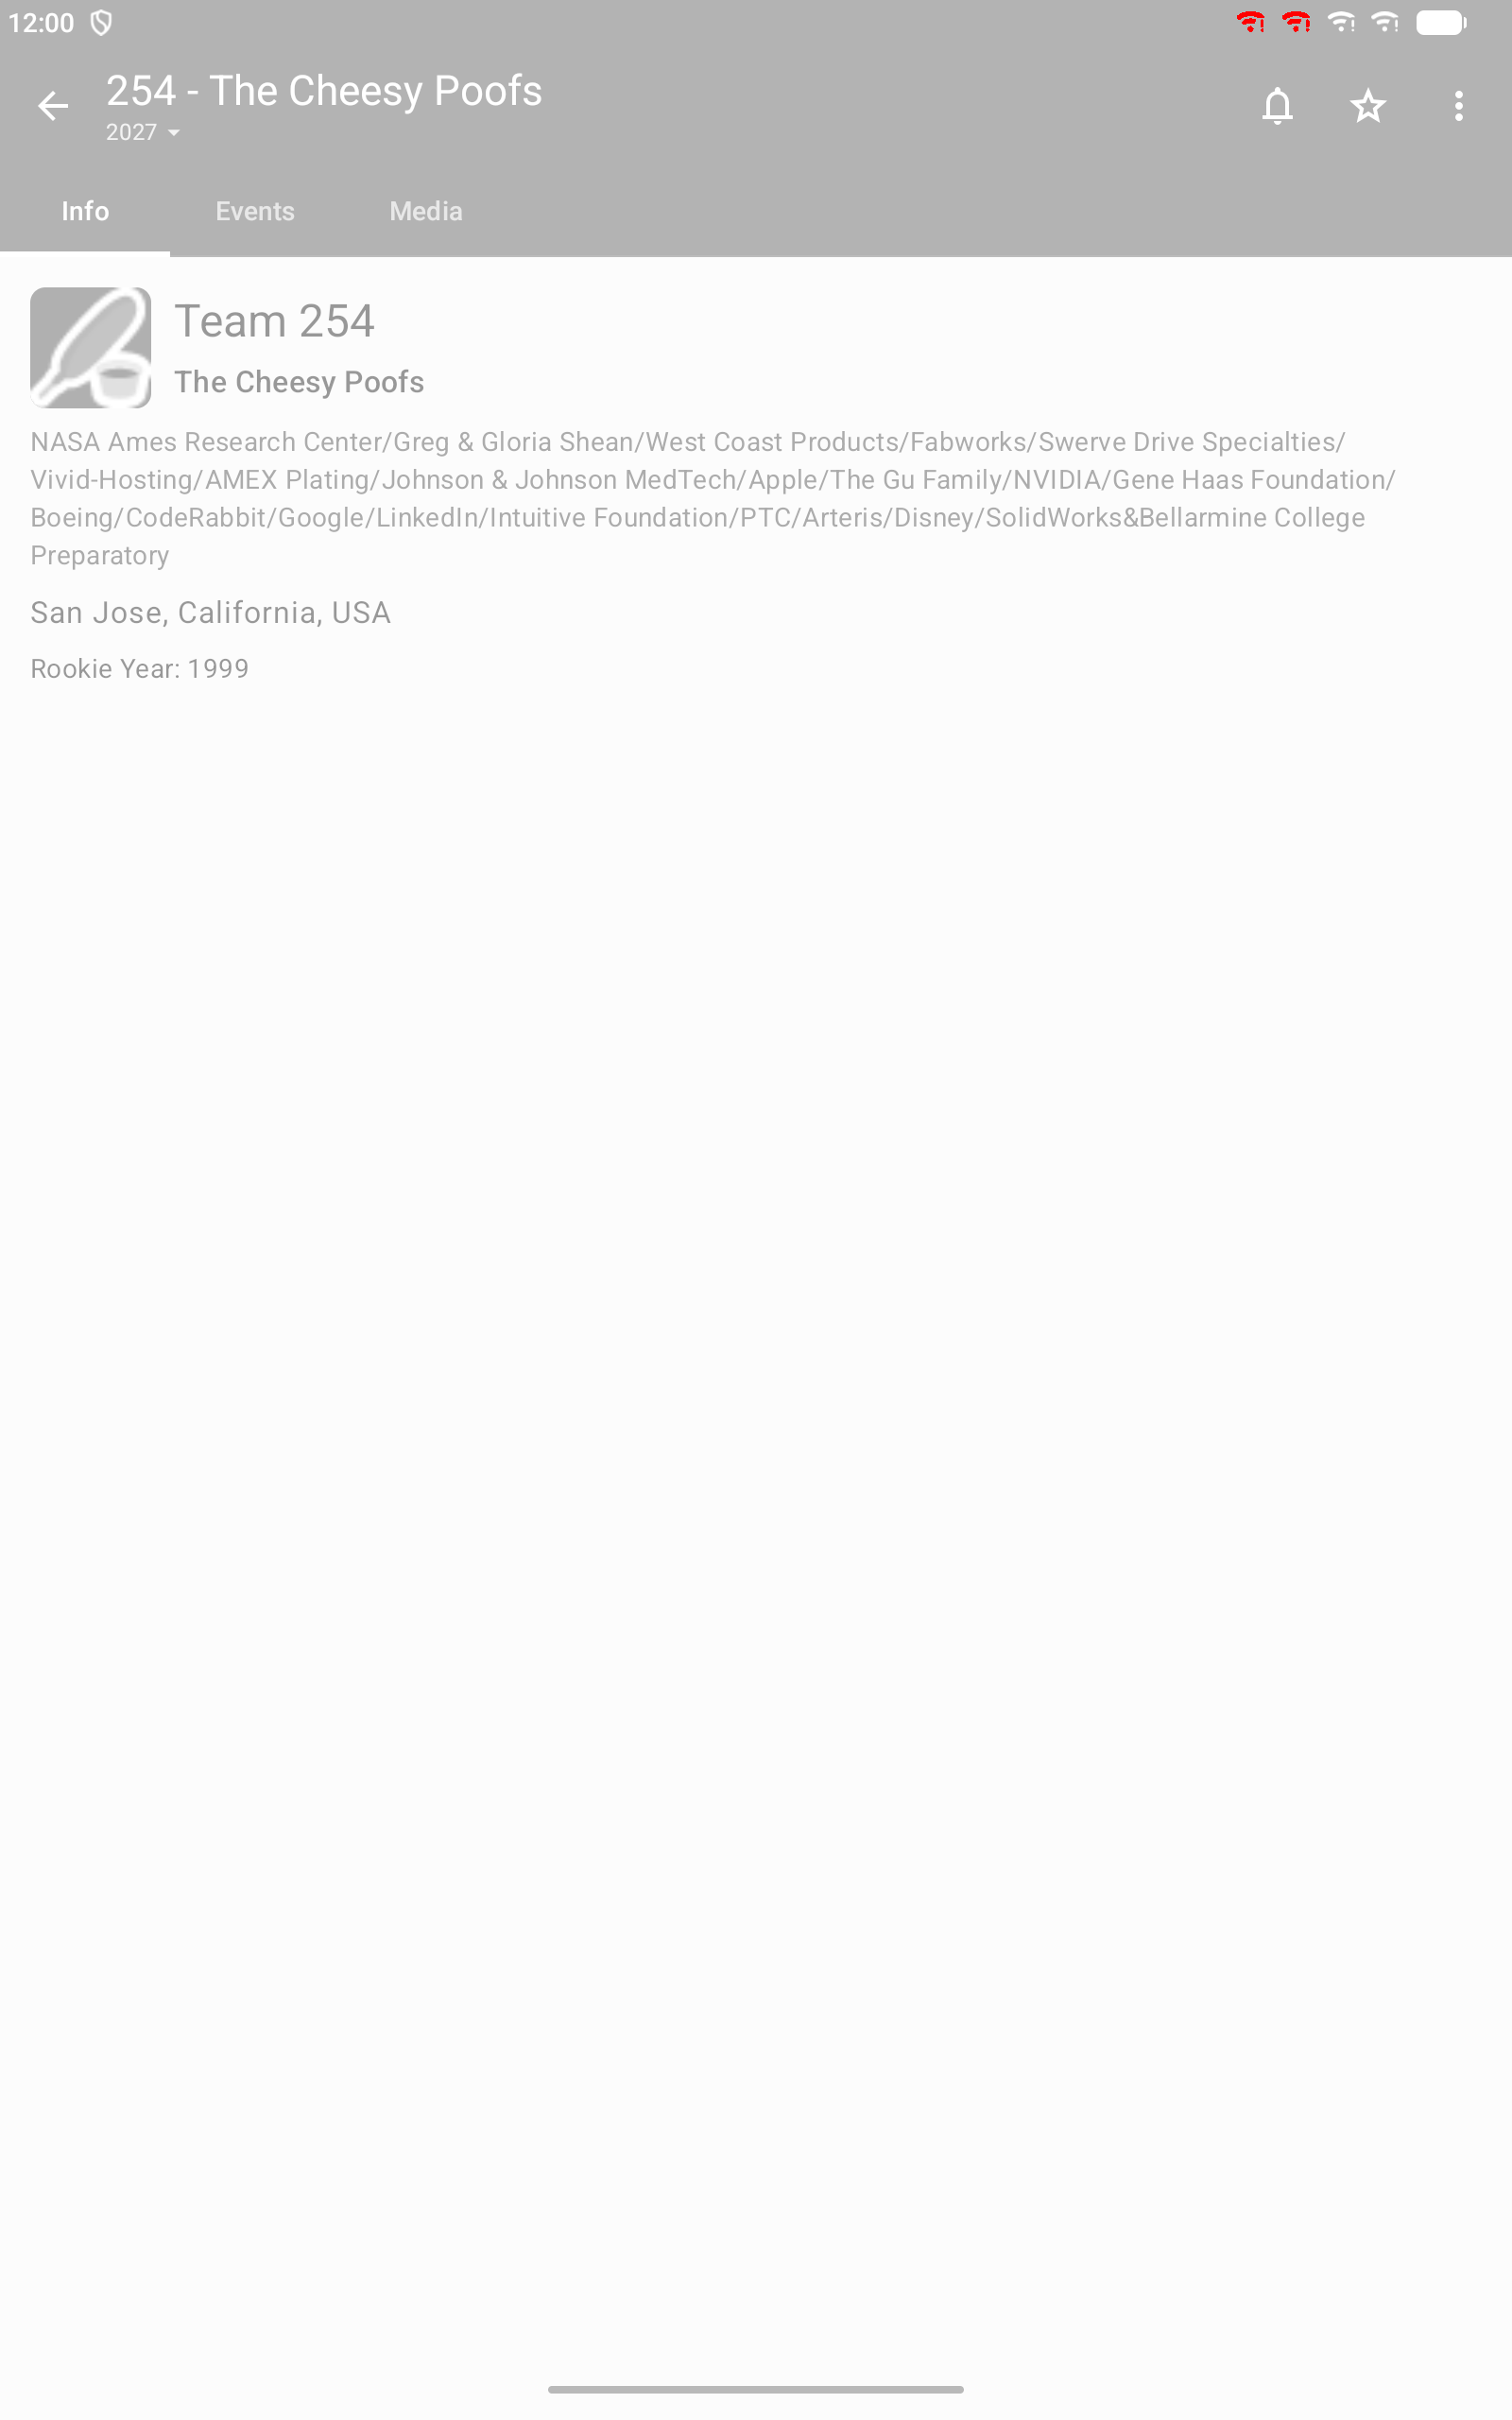 12:00
254 - The Cheesy Poofs
2027
Info Events Media
Team 254
The Cheesy Poofs
NASA Ames Research Center/Greg & Gloria Shean/West Coast Products/Fabworks/Swerve Drive Specialties/
Vivid-Hosting/AMEX Plating/Johnson & Johnson MedTech/Apple/The Gu Family/NVIDIA/Gene Haas Foundation/
Boeing/CodeRabbit/Google/LinkedIn/Intuitive Foundation/PTC/Arteris/Disney/SolidWorks&Bellarmine College
Preparatory
San Jose, California, USA
Rookie Year: 1999